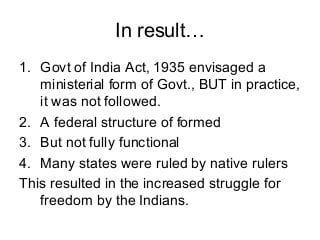 In result…
1. Govt of India Act, 1935 envisaged a
ministerial form of Govt., BUT in practice,
it was not followed.
2. A federal structure of formed
3. But not fully functional
4. Many states were ruled by native rulers
This resulted in the increased struggle for
freedom by the Indians.